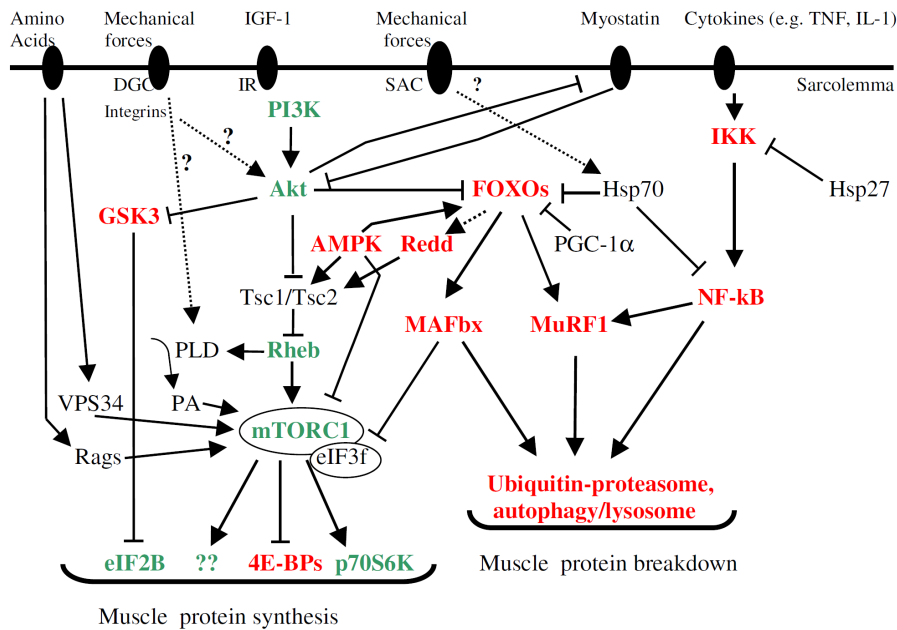 Amino
Acids
Mechanical
forces
IGF-1
Mechanical
forces
Myostatin
Cytokines (e.g. TNF, IL-1)
DGC
IR
SAC
?
Sarcolemma
Integrins
PI3K
?
?
IKK
Akt
FOXOs
Hsp70
Hsp27
GSK3
AMPK
Redd
PGC-1α
Tsc1/Tsc2
NF-kB
MAFbx
MuRF1
PLD
Rheb
VPS34
PA
mTORC1
Rags
eIF3f
Ubiquitin-proteasome,
autophagy/lysosome
eIF2B
??
4E-BPs
p70S6K
Muscle protein breakdown
Muscle protein synthesis